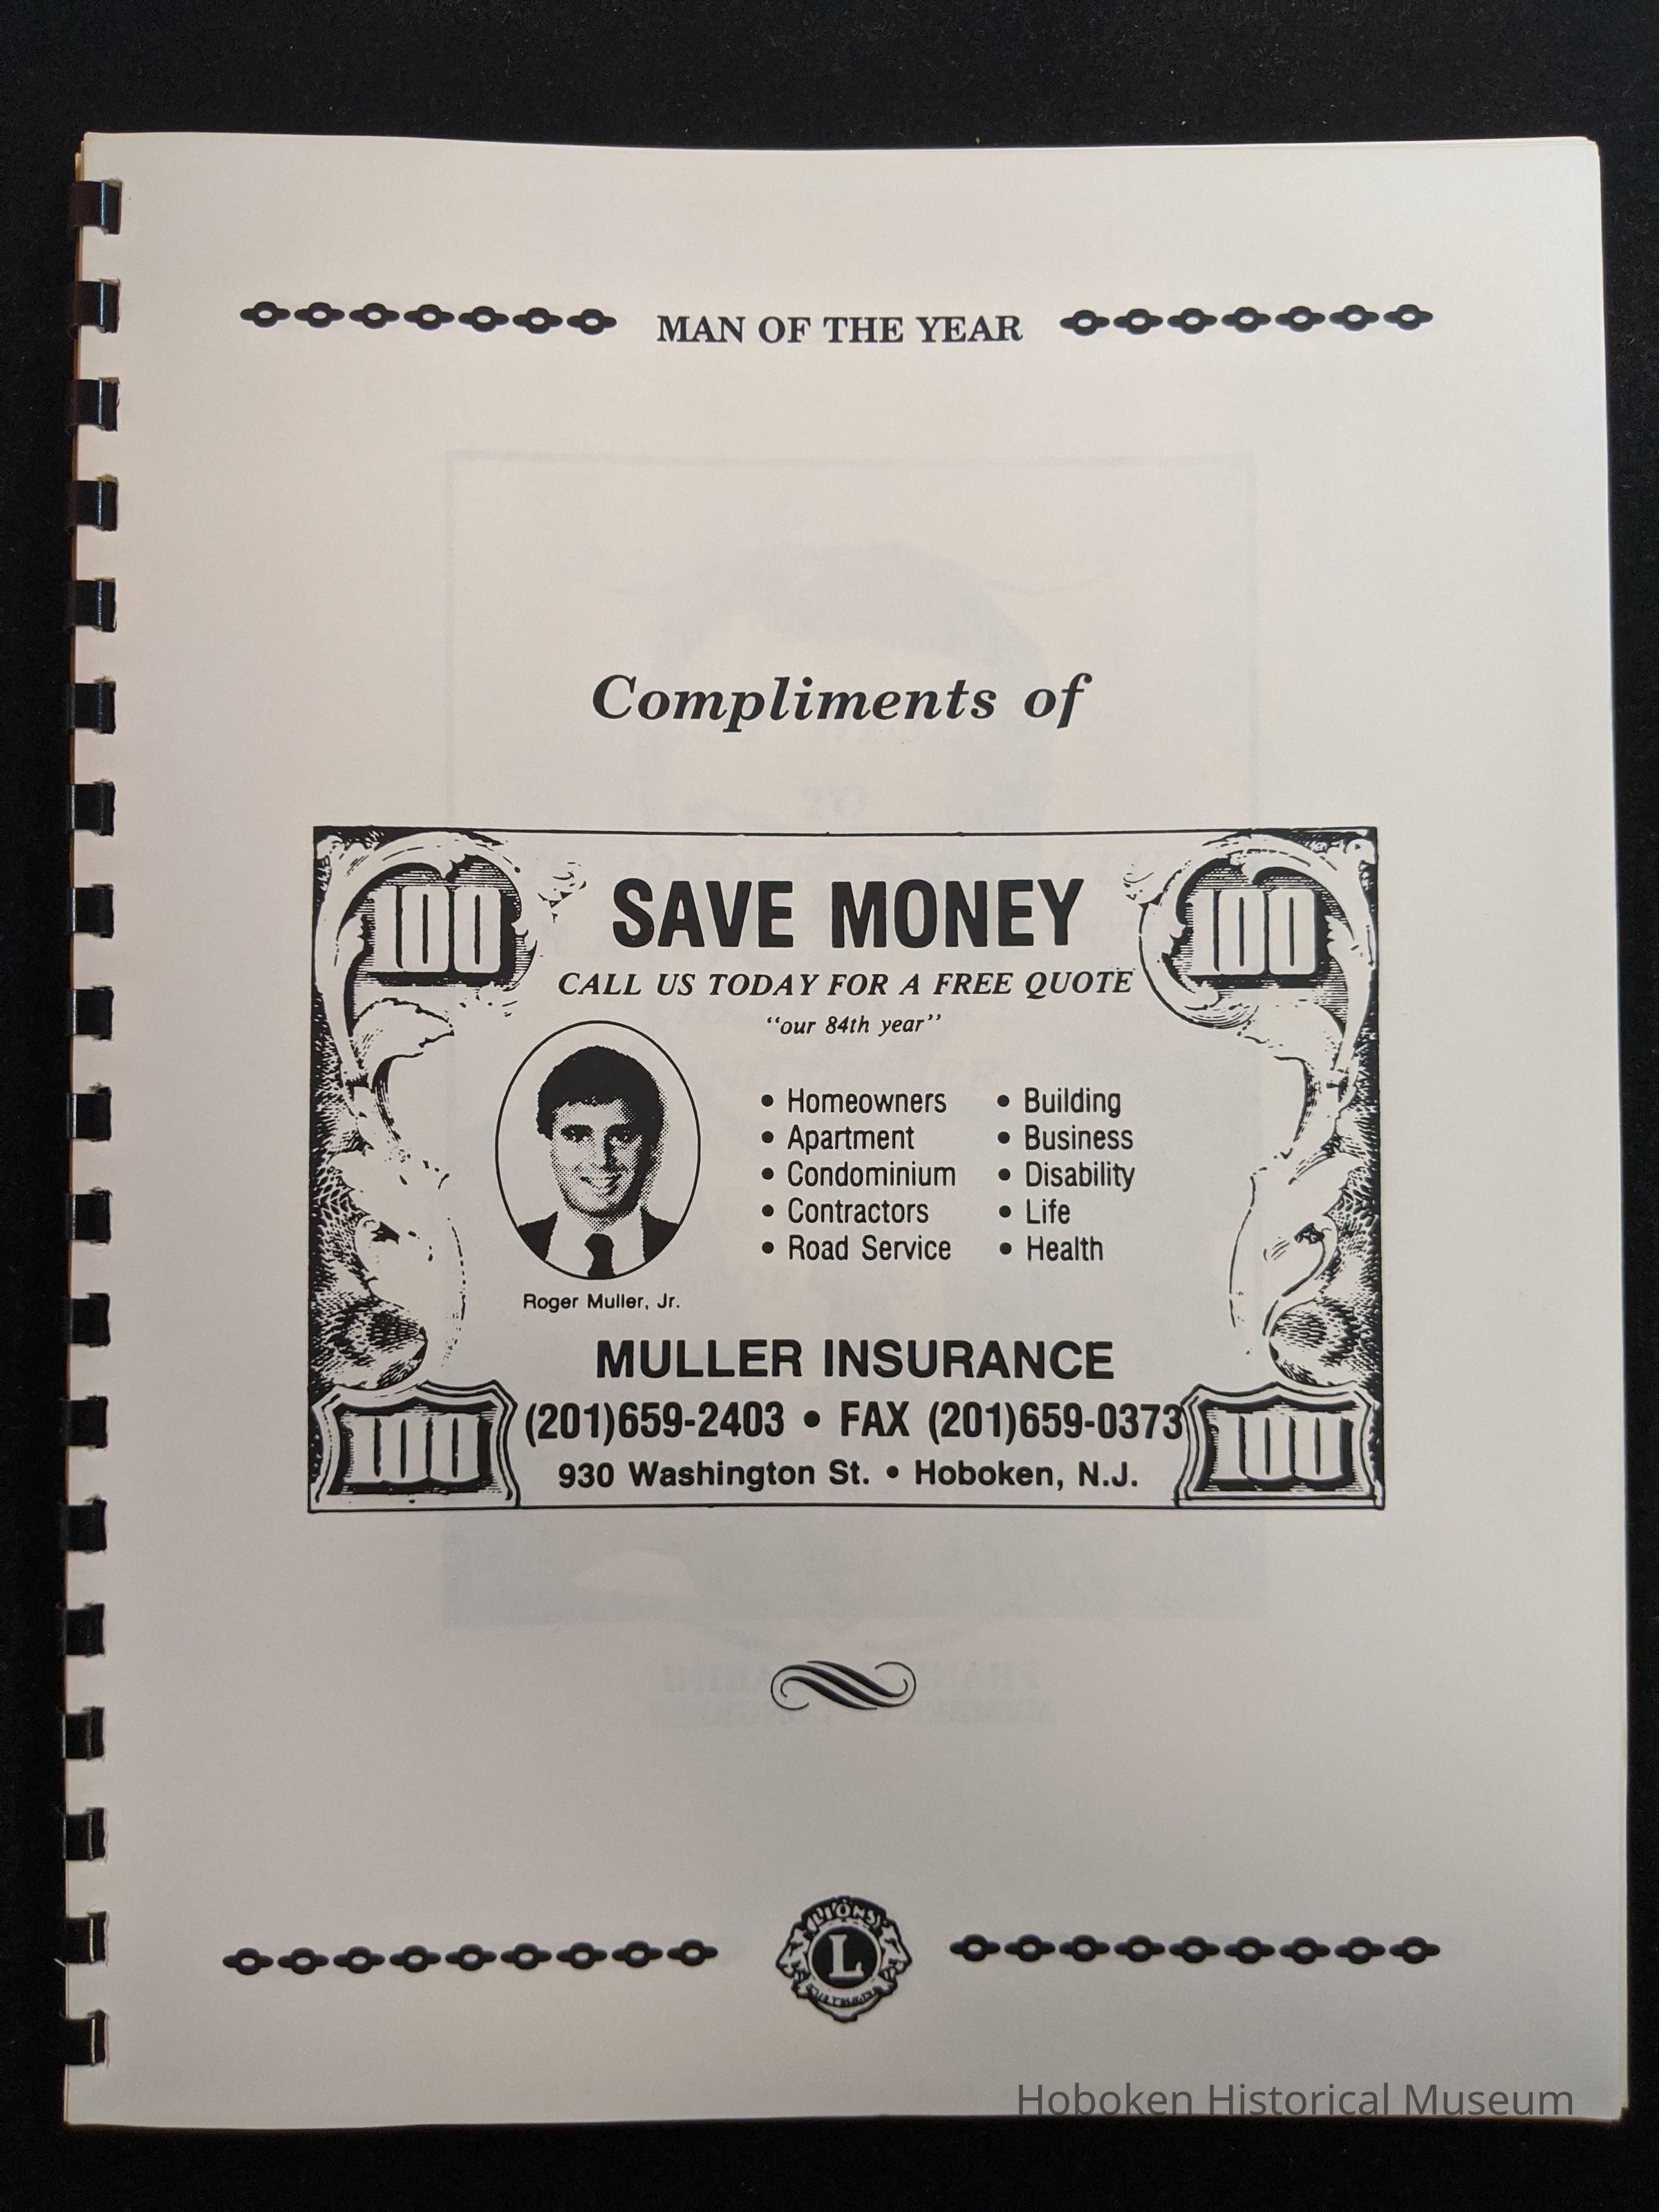 MAN OF THE YEAR
Compliments of
100
100
SAVE MONEY
CALL US TODAY FOR A FREE QUOTE
"our 84th year"
• Homeowners
• Apartment
• Condominium
• Contractors
• Road Service
• Building
• Business
• Disability
• Life
• Health
Roger Muller, Jr.
MULLER INSURANCE
100
(201)659-2403 • FAX (201)659-0373
100
930 Washington St. • Hoboken, N.J.
LIONS
L
Hoboken Historical Museum